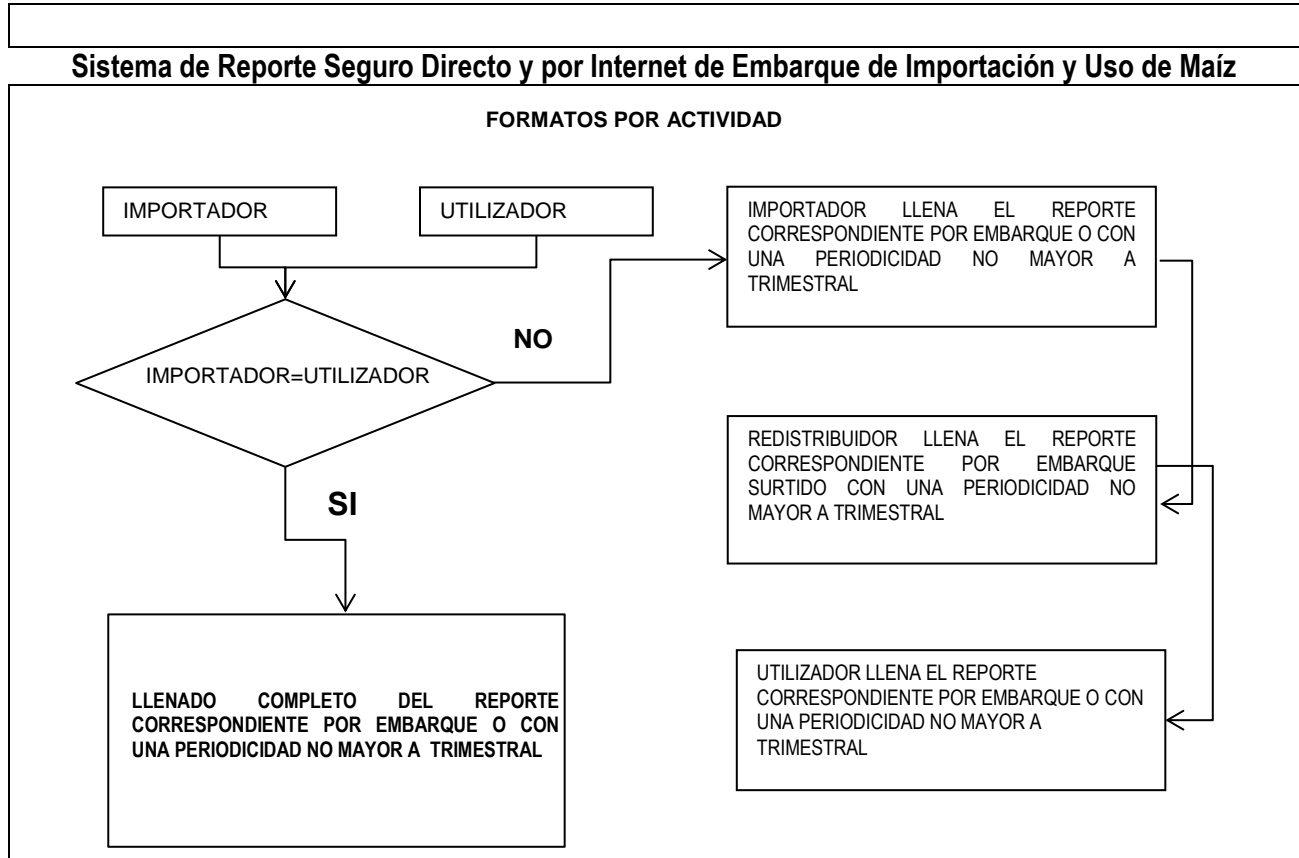 Sistema de Reporte Seguro Directo y por Internet de Embarque de Importación y Uso de Maíz
FORMATOS POR ACTIVIDAD
IMPORTADOR
UTILIZADOR
IMPORTADOR LLENA EL REPORTE
CORRESPONDIENTE POR EMBARQUE O CON
UNA PERIODICIDAD NO MAYOR A
TRIMESTRAL
NO
IMPORTADOR=UTILIZADOR
REDISTRIBUIDOR LLENA EL REPORTE
CORRESPONDIENTE POR EMBARQUE
SURTIDO CON UNA PERIODICIDAD NO
MAYOR A TRIMESTRAL
SI
LLENADO COMPLETO DEL REPORTE
CORRESPONDIENTE POR EMBARQUE O CON
UNA PERIODICIDAD NO MAYOR A TRIMESTRAL
UTILIZADOR LLENA EL REPORTE
CORRESPONDIENTE POR EMBARQUE O CON
UNA PERIODICIDAD NO MAYOR A
TRIMESTRAL